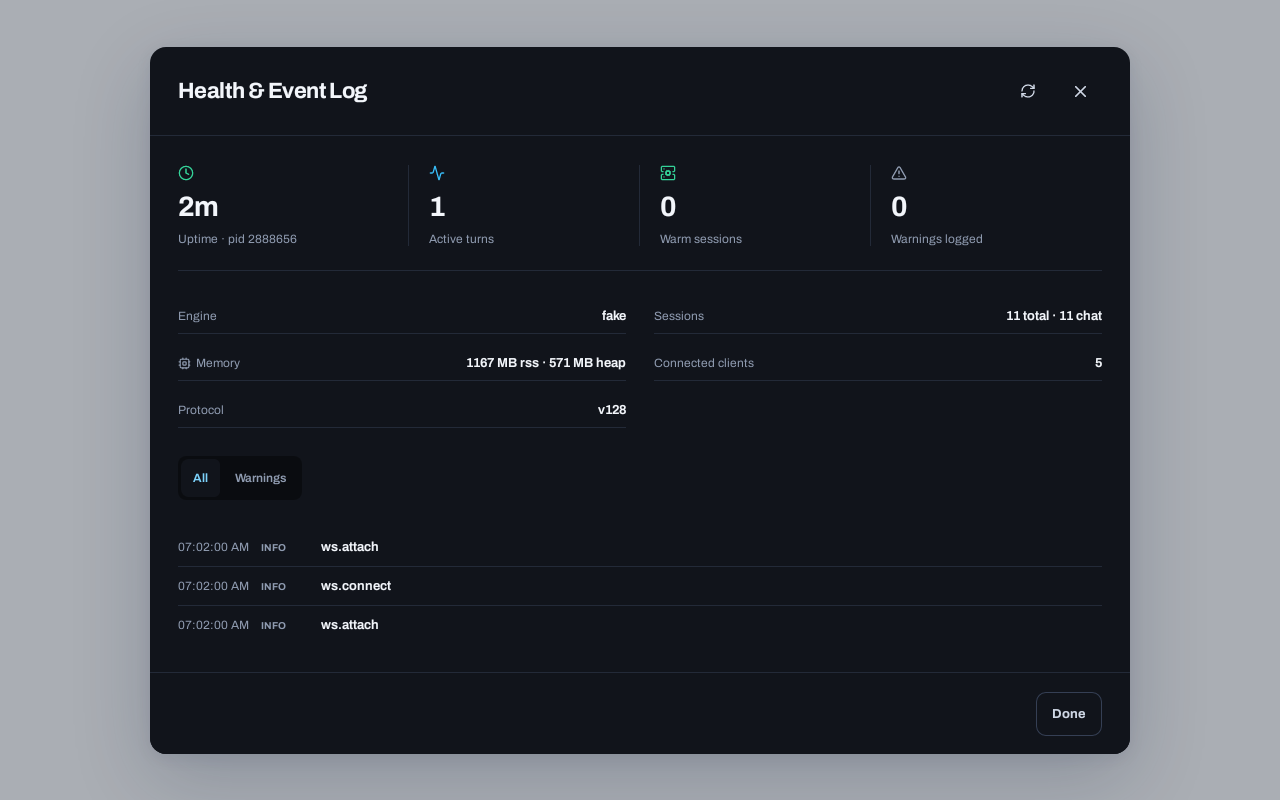 Health & Event Log
2m
Uptime · pid 2888656
1
Active turns
0
Warm sessions
0
Warnings logged
Engine fake
Sessions 11 total · 11 chat
Memory 1167 MB rss · 571 MB heap
Connected clients 5
Protocol v128
All Warnings
07:02:00 AM INFO ws.attach
07:02:00 AM INFO ws.connect
07:02:00 AM INFO ws.attach
Done